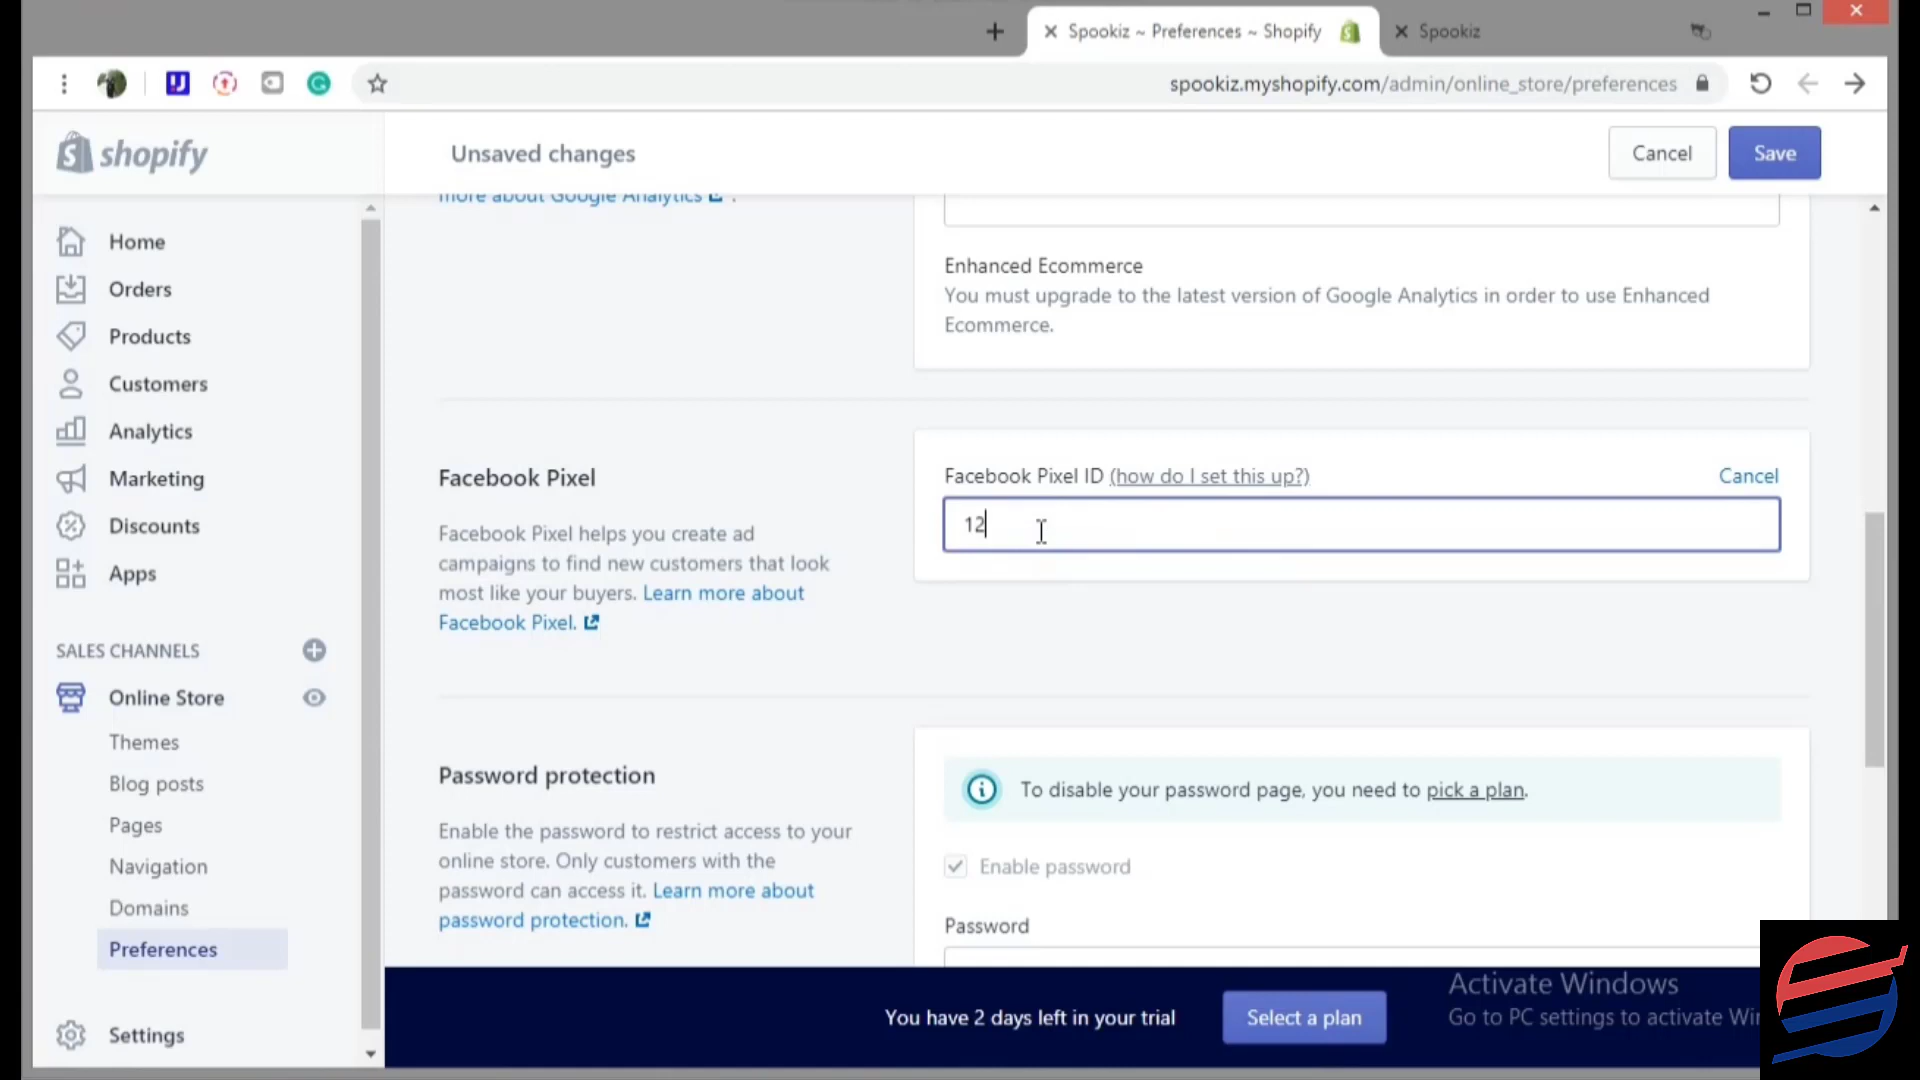 Spookiz ~ Preferences ~ Shopify
Spookiz
spookiz.myshopify.com/admin/online_store/preferences
shopify
Unsaved changes
Cancel
Save
Home
Orders
Products
Customers
Analytics
Marketing
Discounts
Apps
SALES CHANNELS
Online Store
Themes
Blog posts
Pages
Navigation
Domains
Preferences
Settings
more about Google Analytics .
Enhanced Ecommerce
You must upgrade to the latest version of Google Analytics in order to use Enhanced
Ecommerce.
Facebook Pixel
Facebook Pixel helps you create ad
campaigns to find new customers that look
most like your buyers. Learn more about
Facebook Pixel.
Facebook Pixel ID (how do I set this up?)
Cancel
12
Password protection
Enable the password to restrict access to your
online store. Only customers with the
password can access it. Learn more about
password protection.
To disable your password page, you need to pick a plan.
Enable password
Password
You have 2 days left in your trial
Select a plan
Activate Windows
Go to PC settings to activate Wi